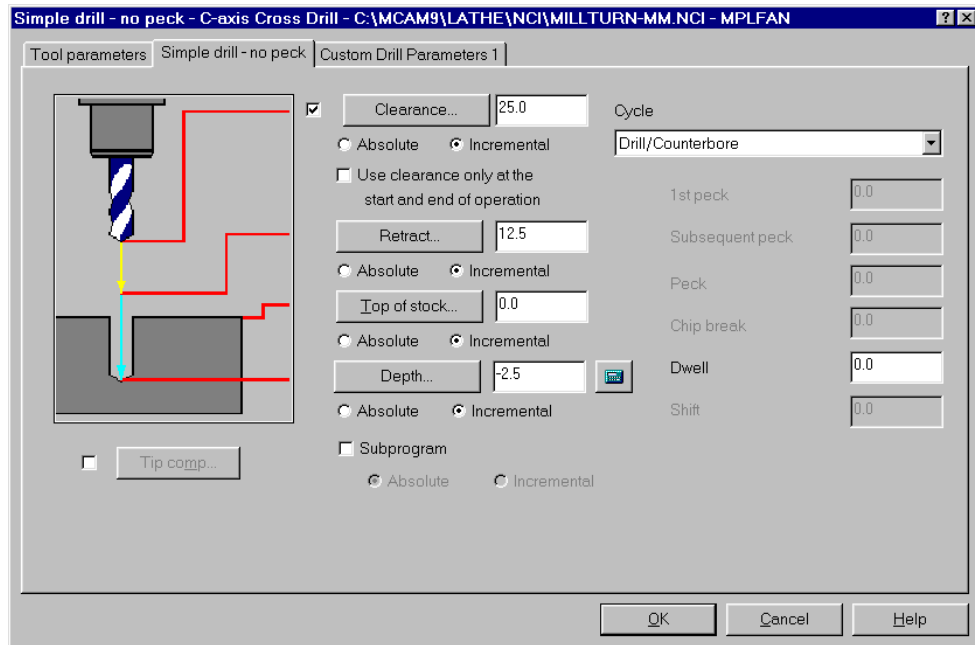 Simple drill - no peck - C-axis Cross Drill - C:\MCAM9\LATHE\NCI\MILLTURN-MM.NCI - MPLFAN
Tool parameters Simple drill - no peck Custom Drill Parameters 1
Clearance... 25.0
Absolute Incremental
Use clearance only at the
start and end of operation
Retract... 12.5
Absolute Incremental
Top of stock... 0.0
Absolute Incremental
Depth... -2.5
Absolute Incremental
Subprogram
Absolute Incremental
Tip comp...
Cycle
Drill/Counterbore
1st peck 0.0
Subsequent peck 0.0
Peck 0.0
Chip break 0.0
Dwell 0.0
Shift 0.0
OK Cancel Help